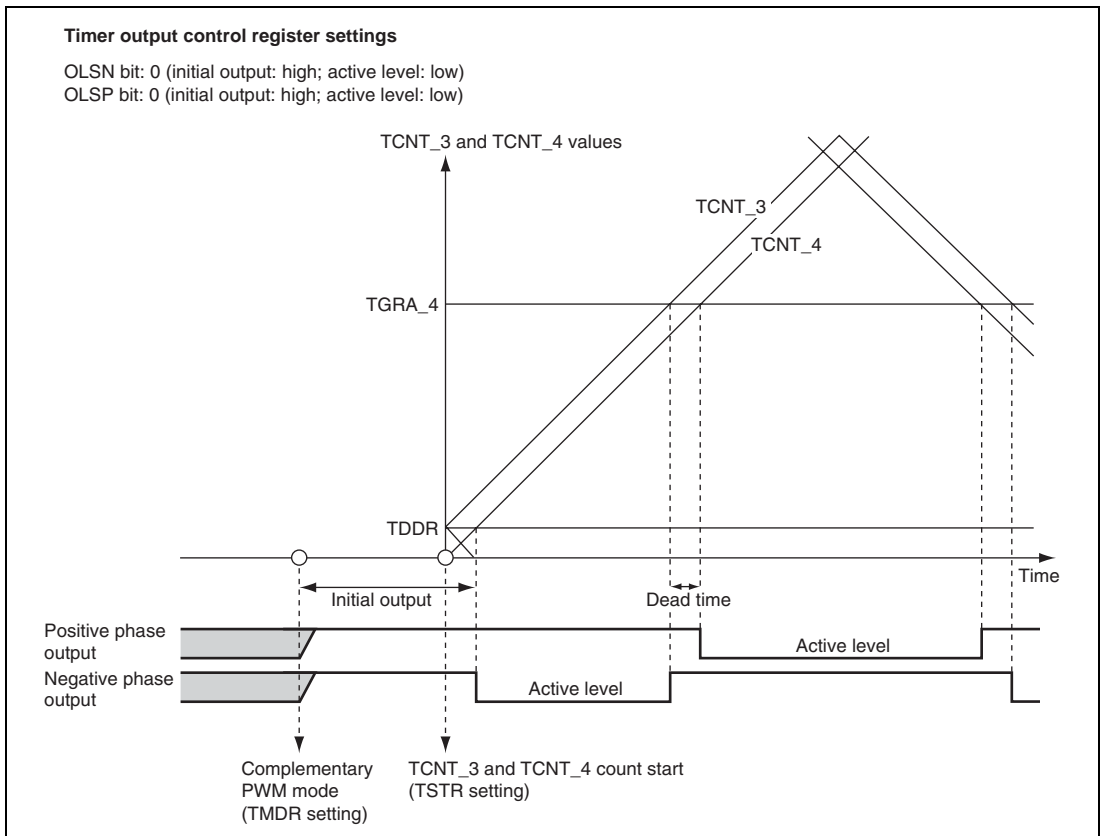 Timer output control register settings
OLSN bit: 0 (initial output: high; active level: low)
OLSP bit: 0 (initial output: high; active level: low)
TCNT_3 and TCNT_4 values
TCNT_3
TCNT_4
TGRA_4
TDDR
Time
Initial output
Dead time
Positive phase
output
Active level
Negative phase
output
Active level
Complementary
PWM mode
(TMDR setting)
TCNT_3 and TCNT_4 count start
(TSTR setting)